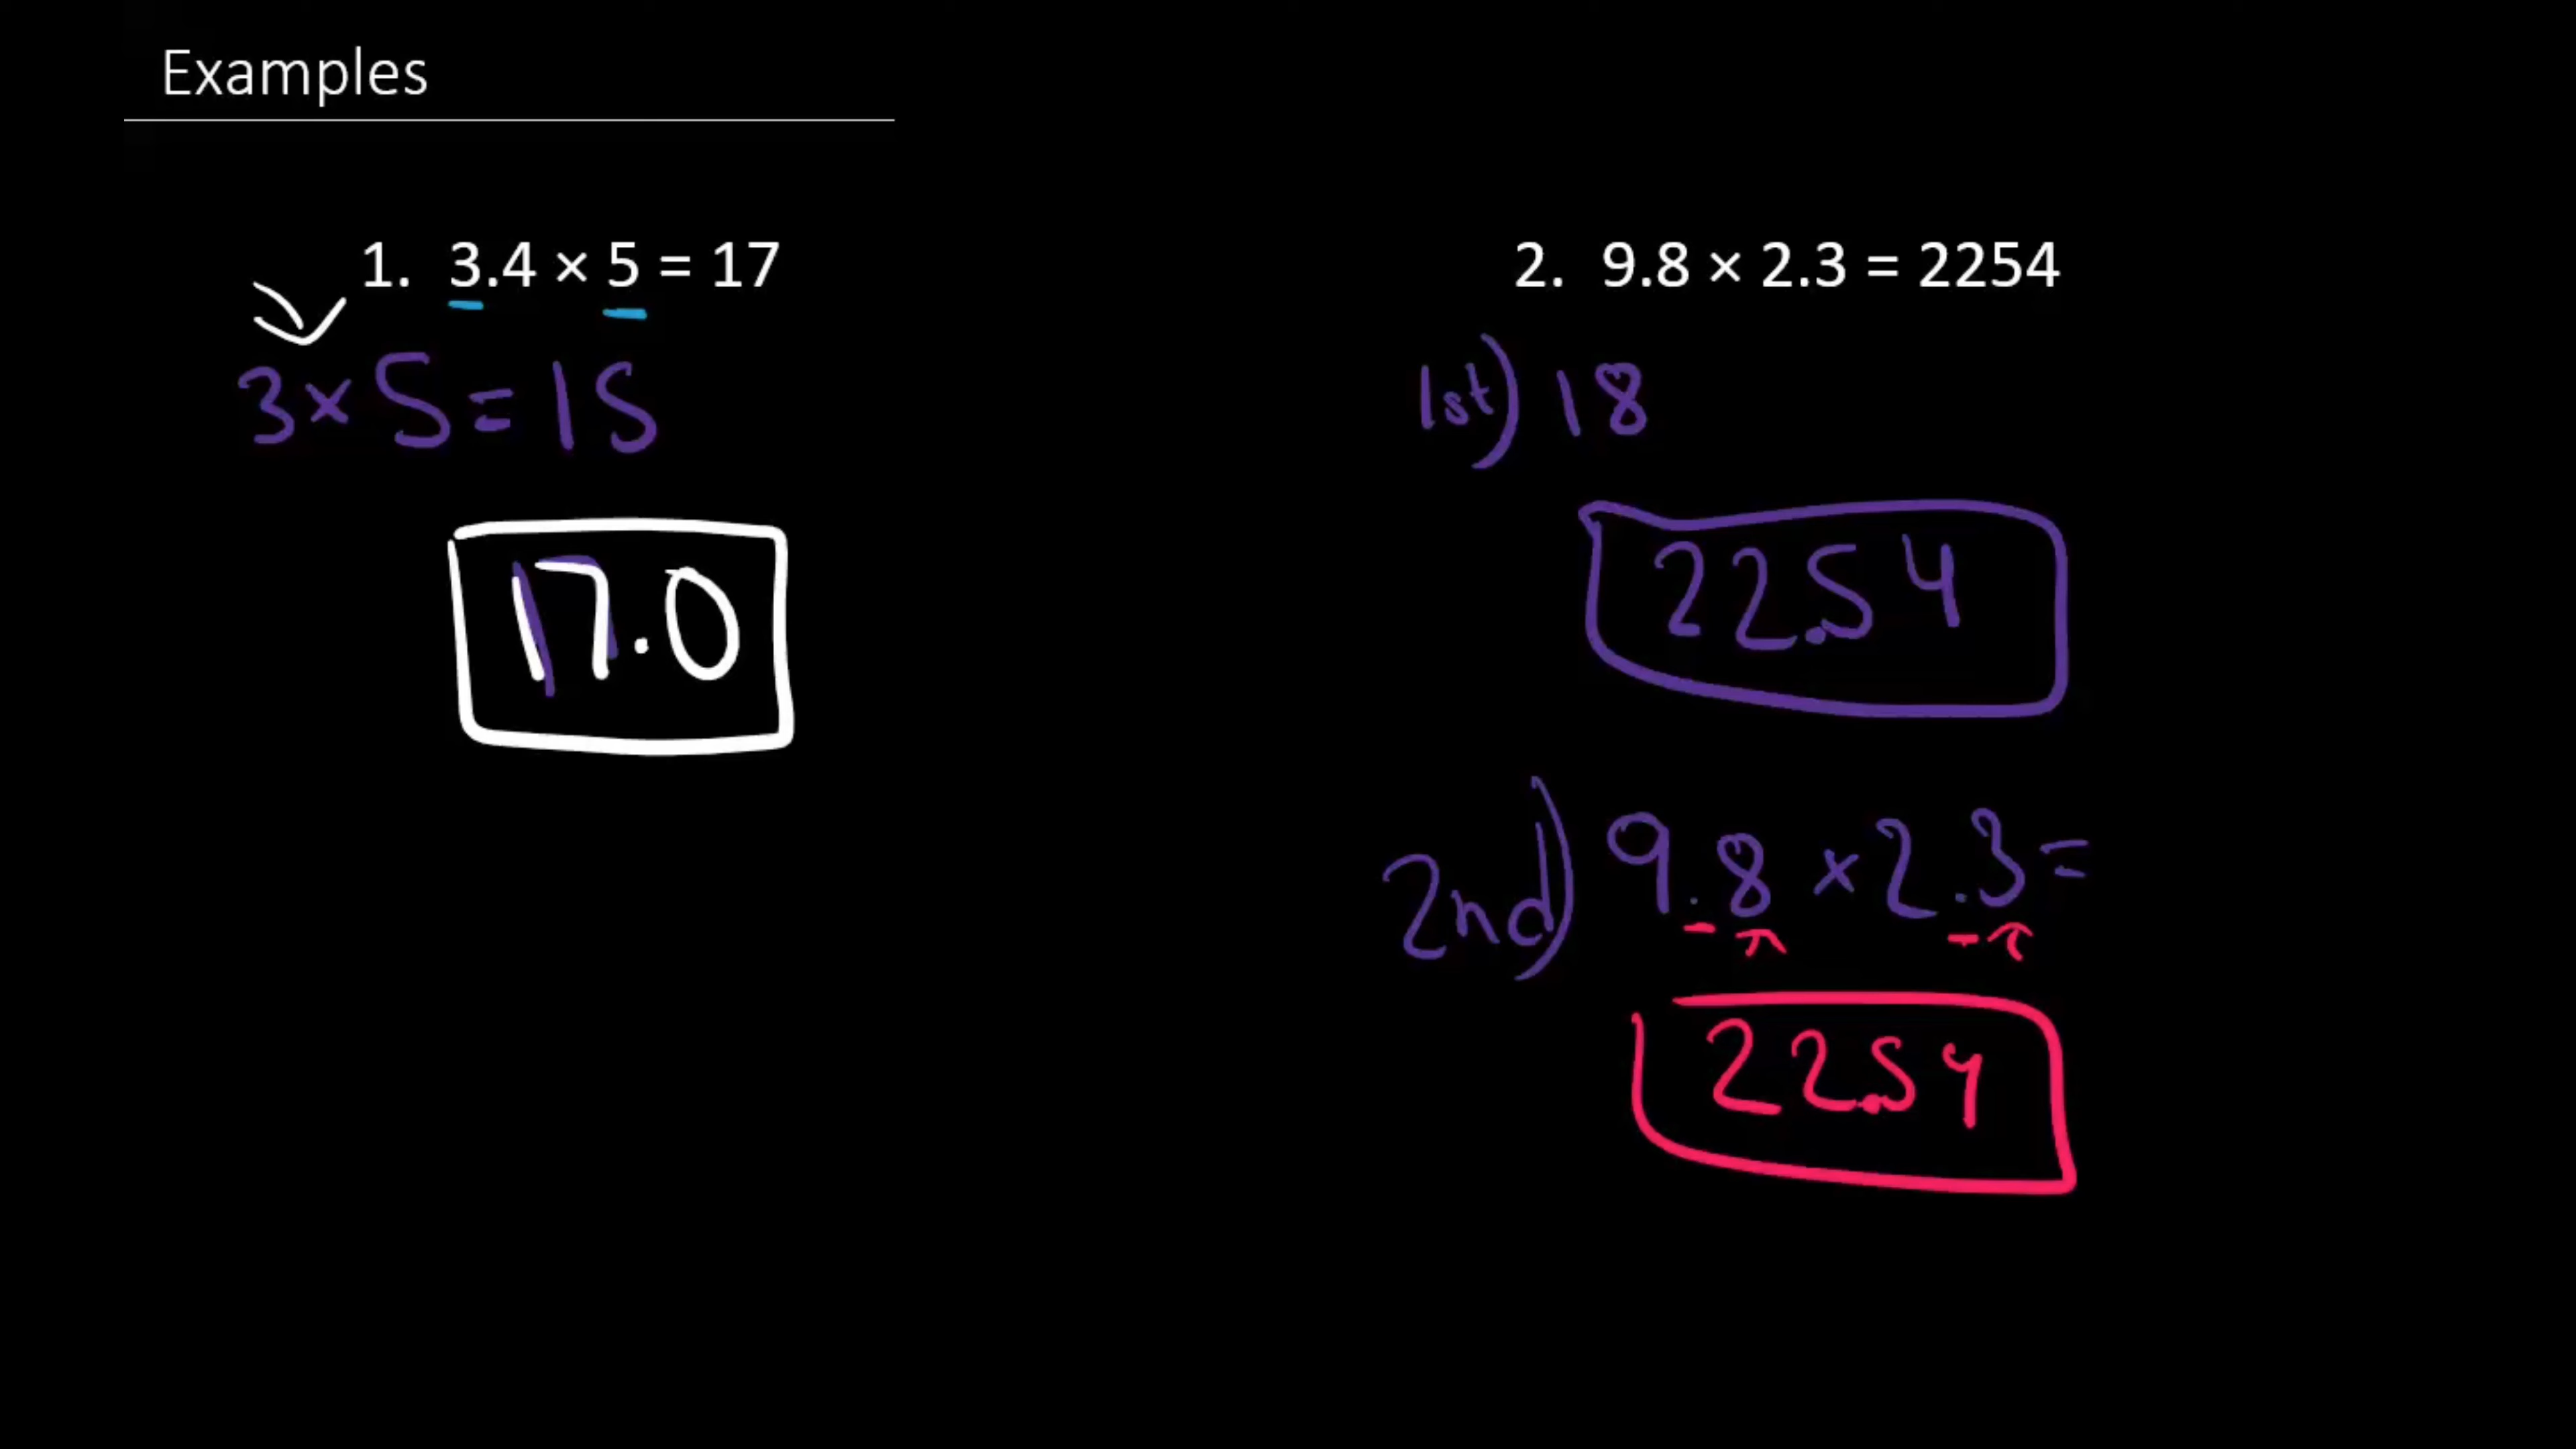 Examples
1. 3.4 × 5 = 17
3 × 5 = 15
17.0
2. 9.8 × 2.3 = 2254
1st) 18
22.54
2nd) 9.8 × 2.3 =
22.54